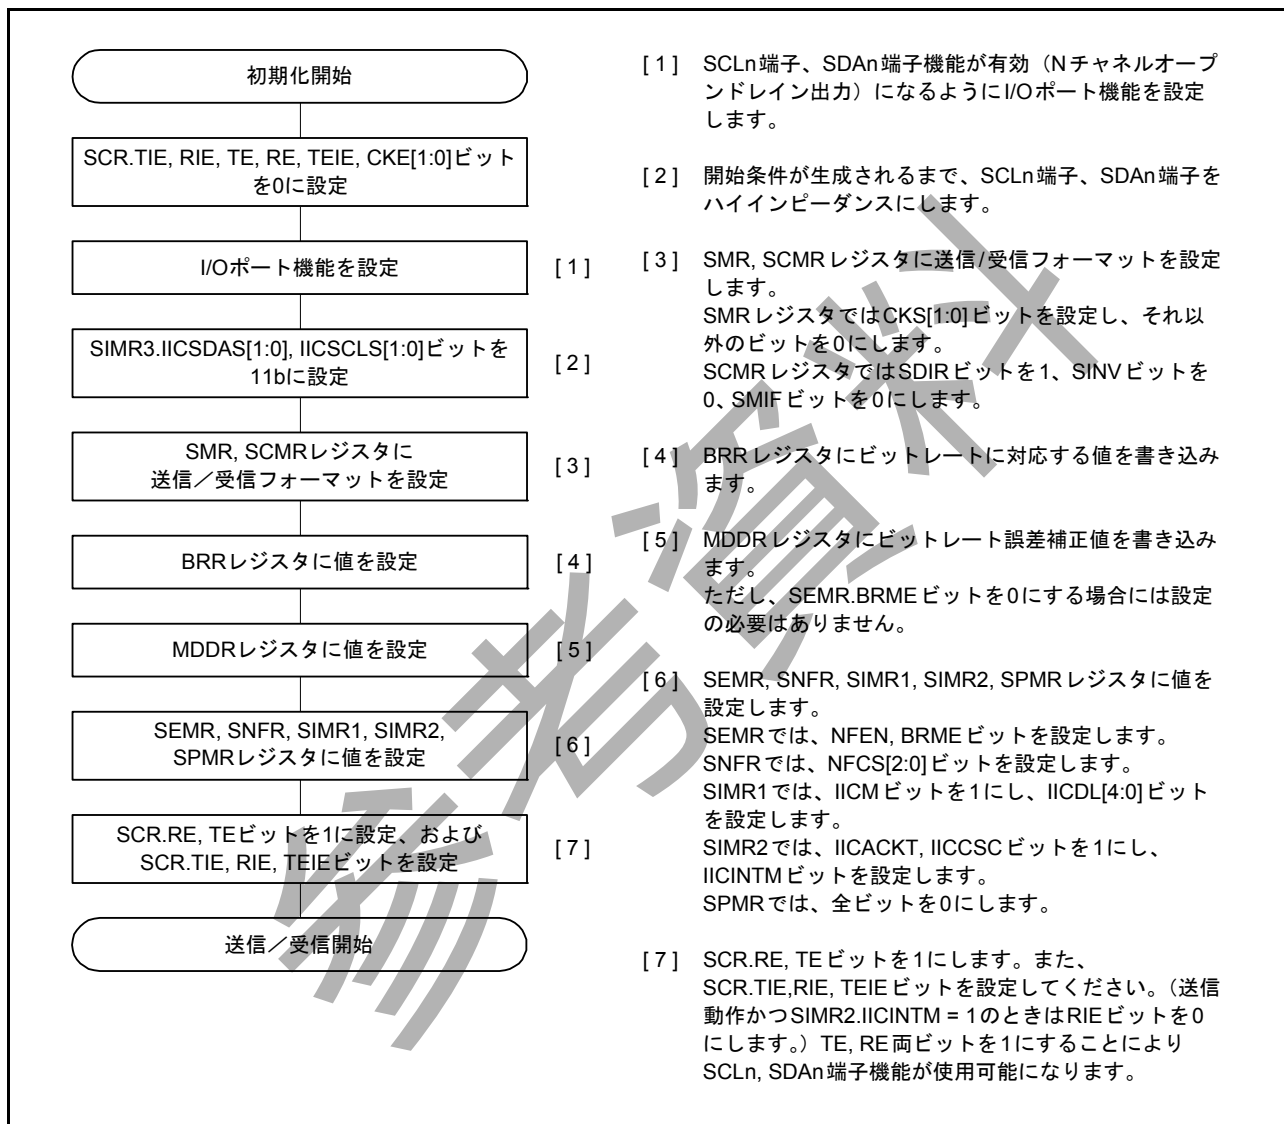 初期化開始
SCR.TIE, RIE, TE, RE, TEIE, CKE[1:0]ビット
を0に設定
I/Oポート機能を設定
[ 1 ]
SIMR3.IICSDAS[1:0], IICSCLS[1:0]ビットを
11bに設定
[ 2 ]
SMR, SCMRレジスタに
送信／受信フォーマットを設定
[ 3 ]
BRRレジスタに値を設定
[ 4 ]
MDDRレジスタに値を設定
[ 5 ]
SEMR, SNFR, SIMR1, SIMR2,
SPMRレジスタに値を設定
[ 6 ]
SCR.RE, TEビットを1に設定、および
SCR.TIE, RIE, TEIEビットを設定
[ 7 ]
送信／受信開始
[ 1 ] SCLn端子、SDAn端子機能が有効（Nチャネルオープ
ンドレイン出力）になるようにI/Oポート機能を設定
します。
[ 2 ] 開始条件が生成されるまで、SCLn端子、SDAn端子を
ハイインピーダンスにします。
[ 3 ] SMR, SCMRレジスタに送信/受信フォーマットを設定
します。
SMRレジスタではCKS[1:0]ビットを設定し、それ以
外のビットを0にします。
SCMRレジスタではSDIRビットを1、SINVビットを
0、SMIFビットを0にします。
[ 4 ] BRRレジスタにビットレートに対応する値を書き込み
ます。
[ 5 ] MDDRレジスタにビットレート誤差補正値を書き込み
ます。
ただし、SEMR.BRMEビットを0にする場合には設定
の必要はありません。
[ 6 ] SEMR, SNFR, SIMR1, SIMR2, SPMRレジスタに値を
設定します。
SEMRでは、NFEN, BRMEビットを設定します。
SNFRでは、NFCS[2:0]ビットを設定します。
SIMR1では、IICMビットを1にし、IICDL[4:0]ビット
を設定します。
SIMR2では、IICACKT, IICCSCビットを1にし、
IICINTMビットを設定します。
SPMRでは、全ビットを0にします。
[ 7 ] SCR.RE, TEビットを1にします。また、
SCR.TIE,RIE, TEIEビットを設定してください。（送信
動作かつSIMR2.IICINTM = 1のときはRIEビットを0
にします。）TE, RE両ビットを1にすることにより
SCLn, SDAn端子機能が使用可能になります。
参考資料